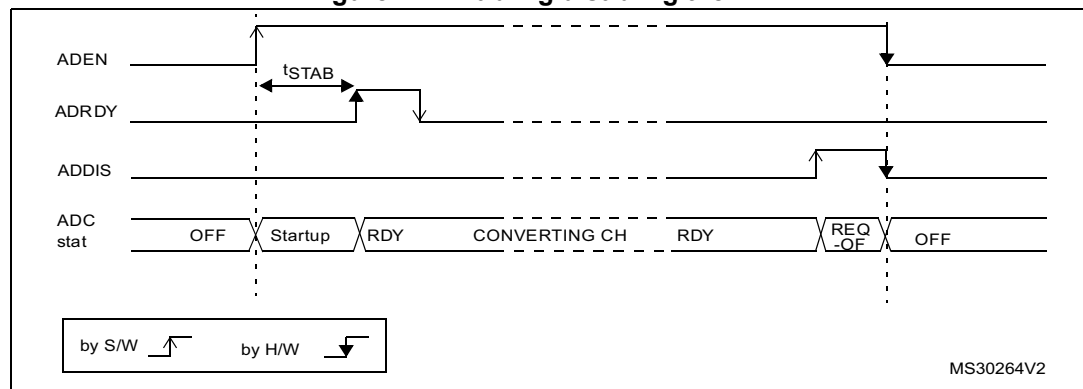 ADEN
tSTAB
ADRDY
ADDIS
ADC
stat
OFF
Startup
RDY
CONVERTING CH
RDY
REQ
-OF
OFF
by S/W
by H/W
MS30264V2